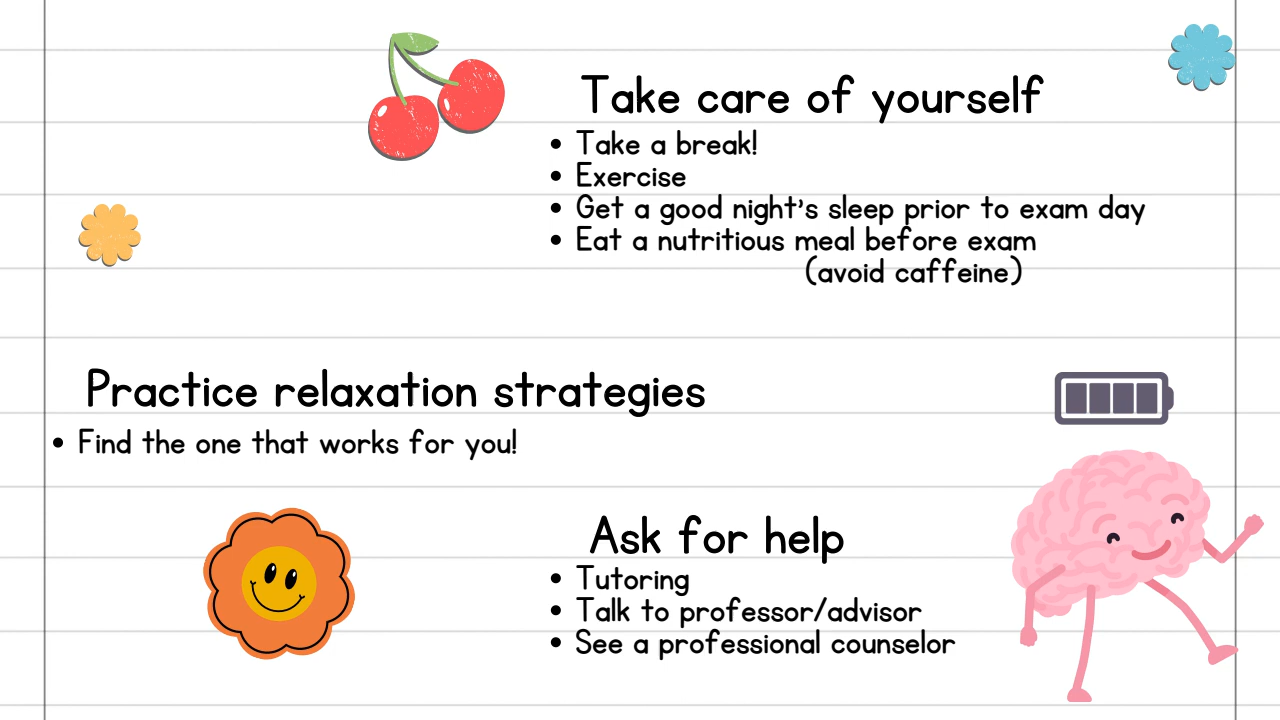 Take care of yourself
• Take a break!
• Exercise
• Get a good night's sleep prior to exam day
• Eat a nutritious meal before exam
(avoid caffeine)
Practice relaxation strategies
• Find the one that works for you!
Ask for help
• Tutoring
• Talk to professor/advisor
• See a professional counselor